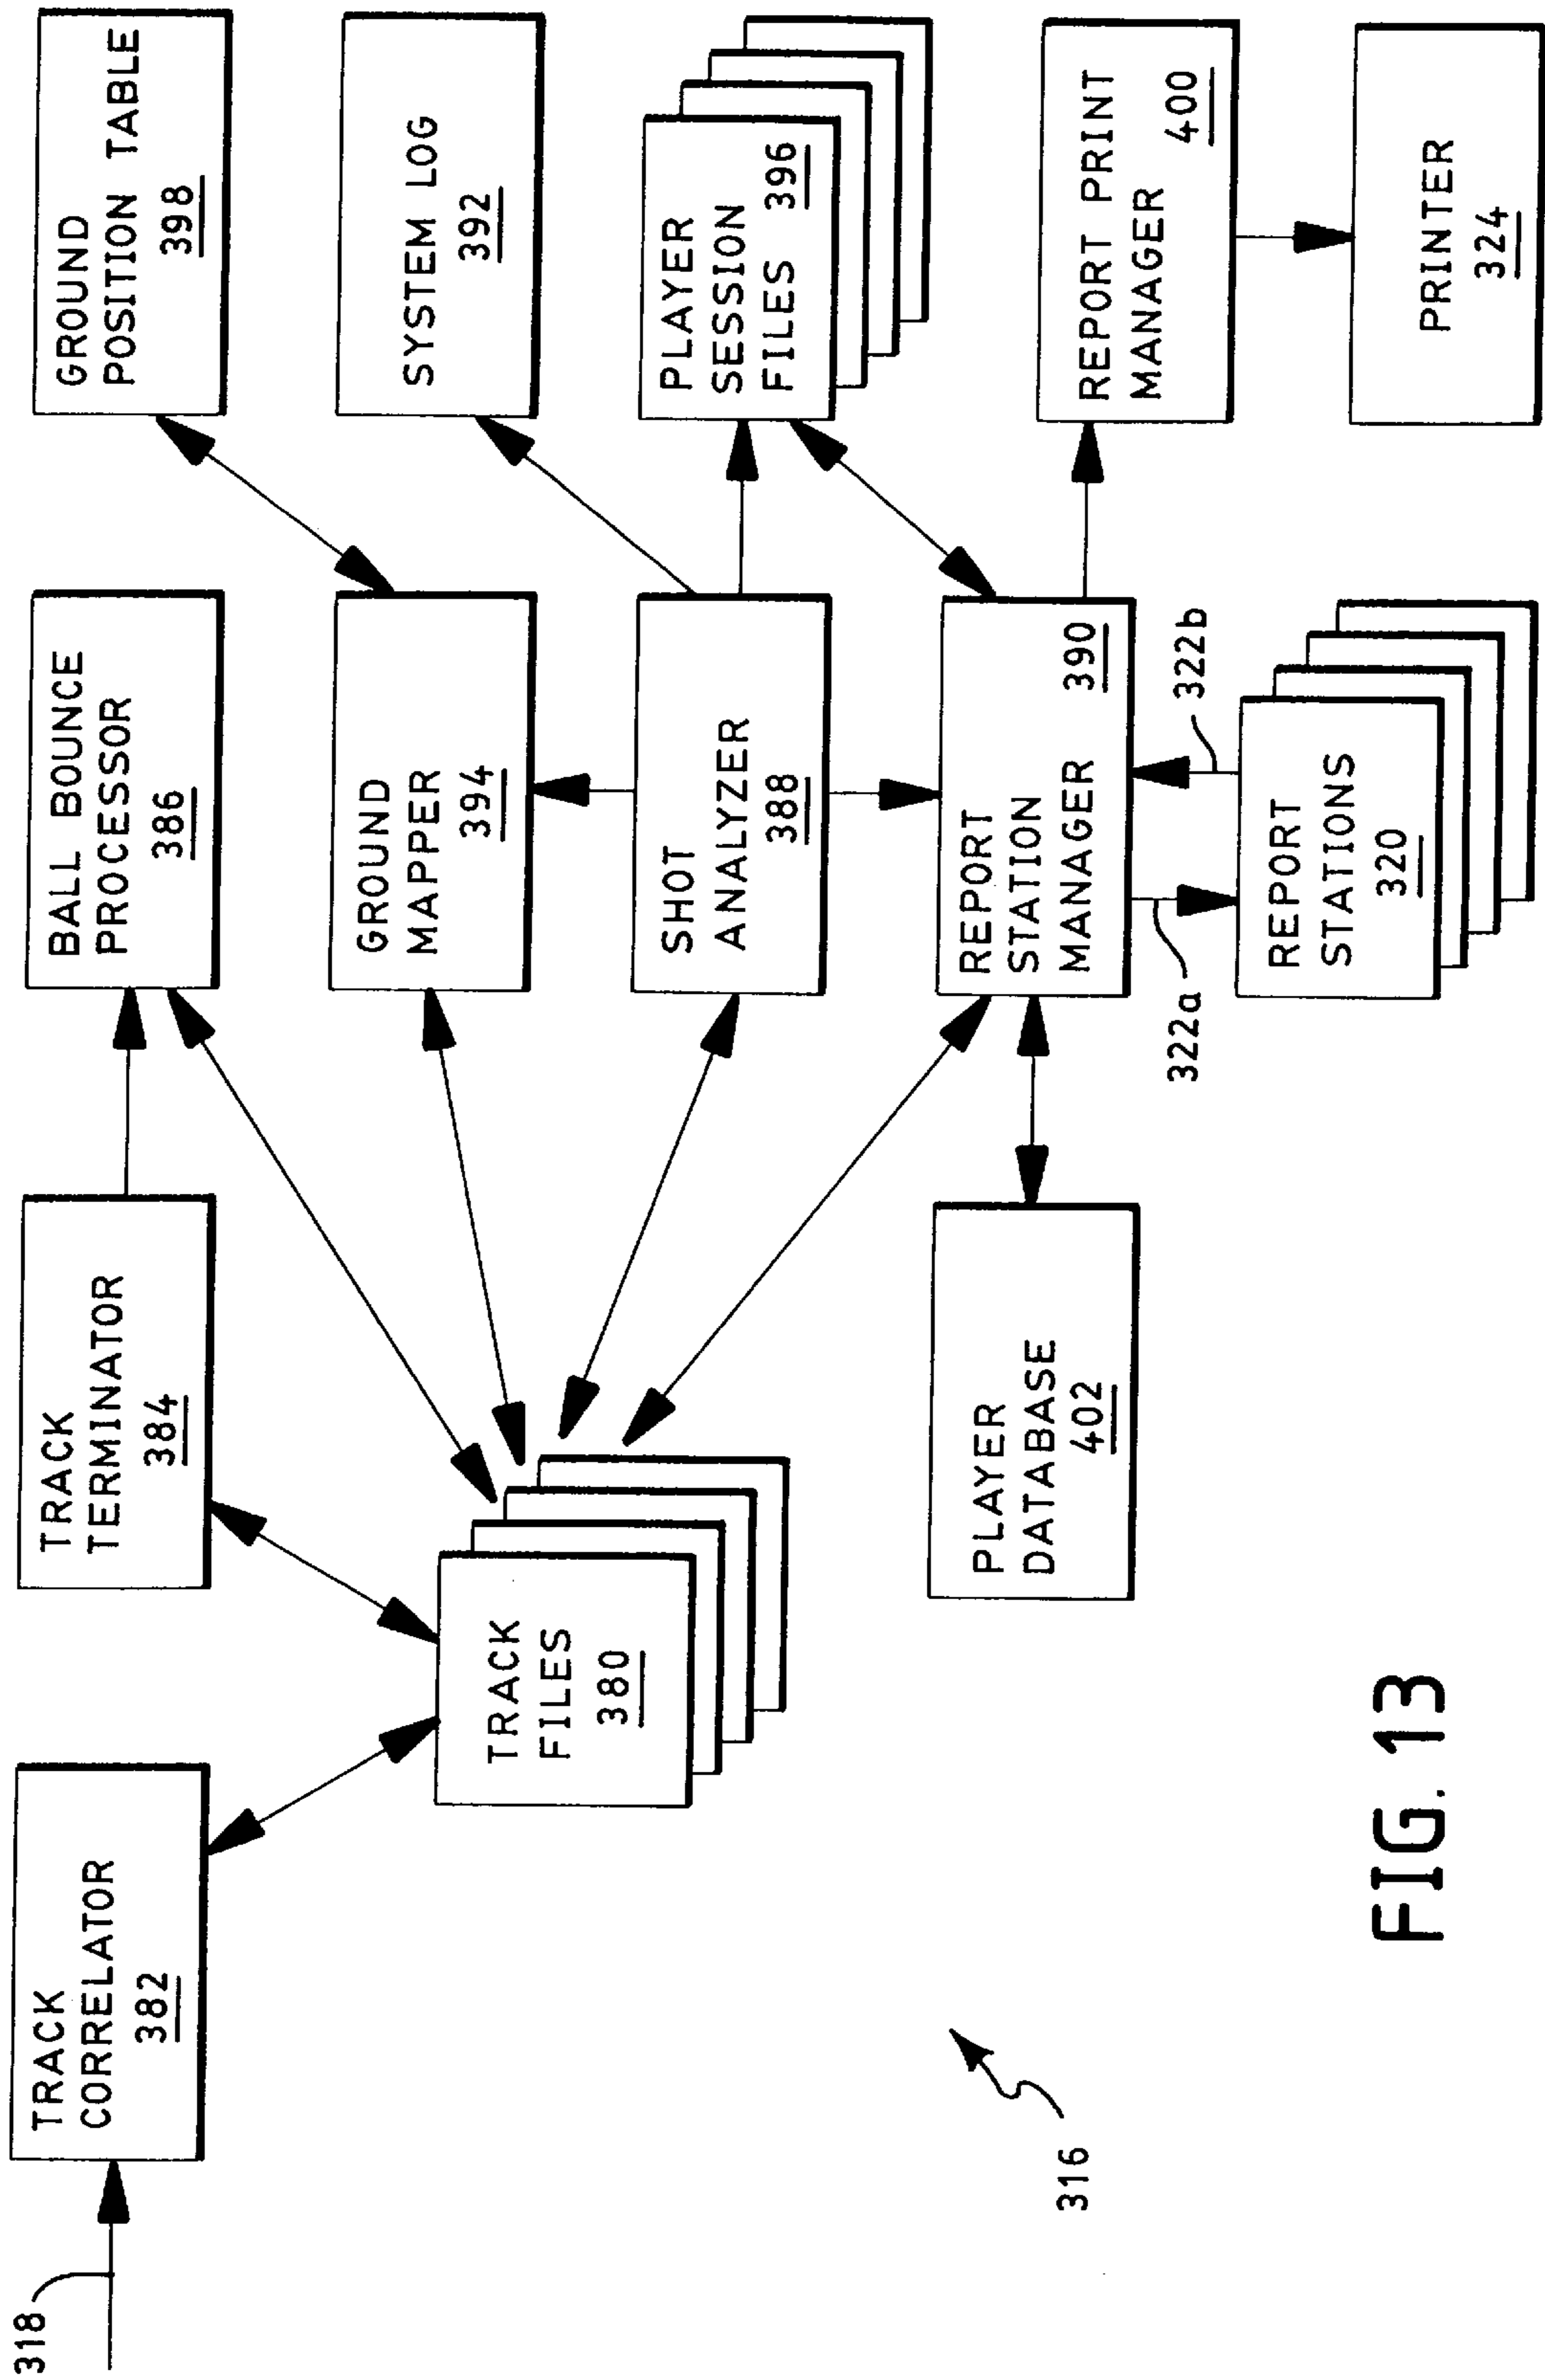 318
TRACK
CORRELATOR
382
TRACK
TERMINATOR
384
BALL BOUNCE
PROCESSOR
386
GROUND
POSITION TABLE
398
TRACK
FILES
380
GROUND
MAPPER
394
SYSTEM LOG
392
SHOT
ANALYZER
388
PLAYER
SESSION
FILES 396
PLAYER
DATABASE
402
REPORT
STATION
MANAGER
390
REPORT PRINT
MANAGER
400
322a
322b
REPORT
STATIONS
320
PRINTER
324
316
FIG. 13